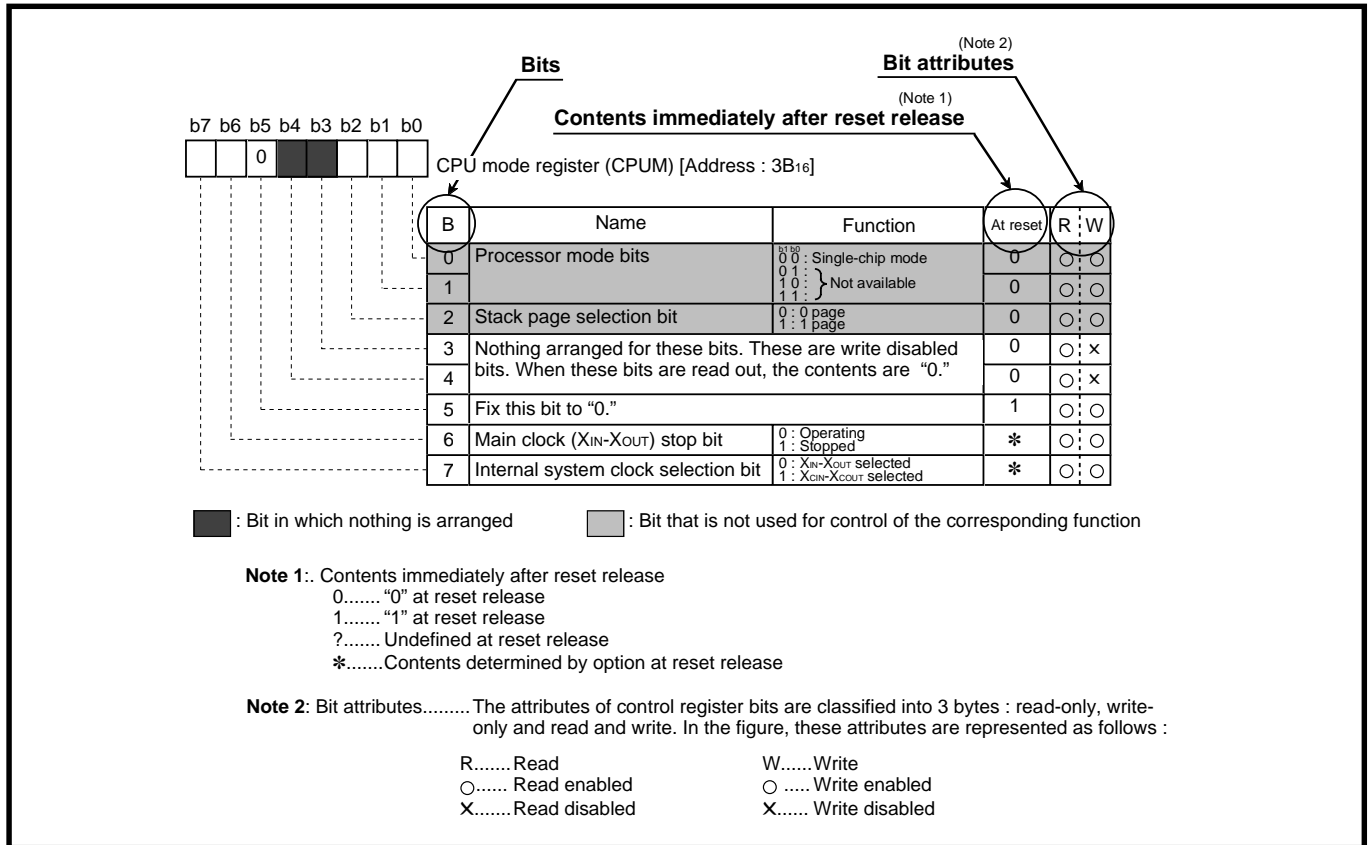 (Note 2)
Bits
Bit attributes
(Note 1)
Contents immediately after reset release
b7 b6 b5 b4 b3 b2 b1 b0
0
CPU mode register (CPUM) [Address : 3B16]
B Name Function At reset R W
0 Processor mode bits b1 b0 0 0 : Single-chip mode 0 ○ ○
0 1 :
1 0 : } Not available
1 1 :
1 0 ○ ○
2 Stack page selection bit 0 : 0 page 0 ○ ○
1 : 1 page
3 Nothing arranged for these bits. These are write disabled 0 ○ ×
4 bits. When these bits are read out, the contents are “0.” 0 ○ ×
5 Fix this bit to “0.” 1 ○ ○
6 Main clock (XIN-XOUT) stop bit 0 : Operating ✻ ○ ○
1 : Stopped
7 Internal system clock selection bit 0 : XIN-XOUT selected ✻ ○ ○
1 : XCIN-XCOUT selected
: Bit in which nothing is arranged : Bit that is not used for control of the corresponding function
Note 1:. Contents immediately after reset release
0....... “0” at reset release
1....... “1” at reset release
?....... Undefined at reset release
✻.......Contents determined by option at reset release
Note 2: Bit attributes......... The attributes of control register bits are classified into 3 bytes : read-only, write-
only and read and write. In the figure, these attributes are represented as follows :
R.......Read W......Write
○...... Read enabled ○ ..... Write enabled
×.......Read disabled ×...... Write disabled